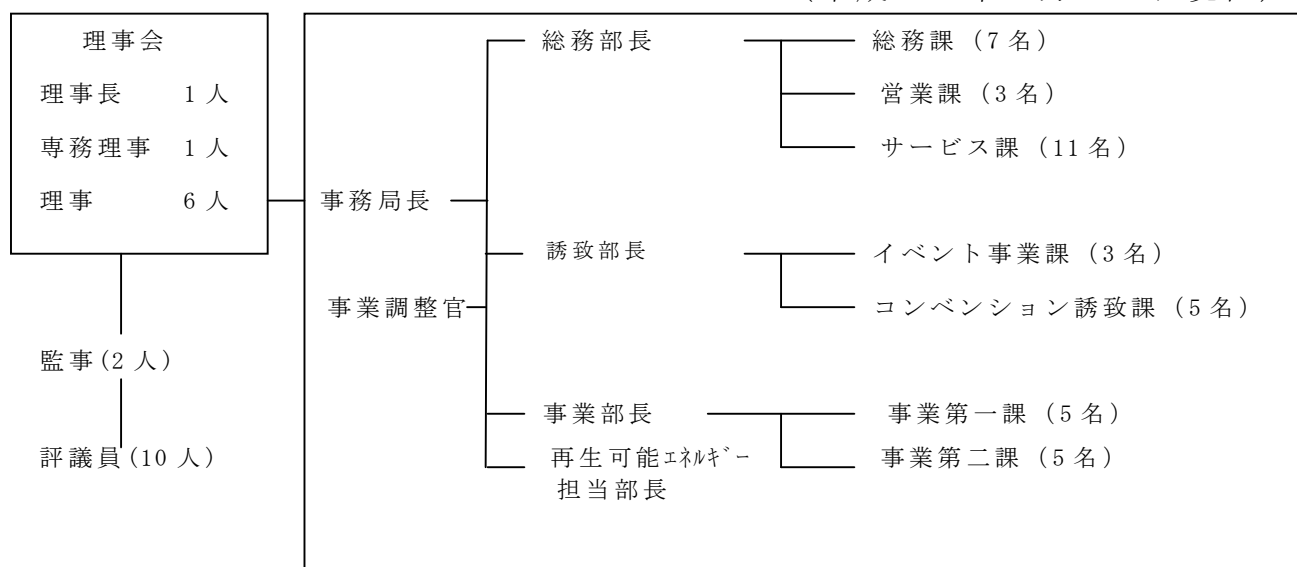 理事会
理事長 1人
専務理事 1人
理事 6人
監事(2人)
評議員(10人)
事務局長
事業調整官
総務部長
総務課(7名)
営業課(3名)
サービス課(11名)
誘致部長
イベント事業課(3名)
コンベンション誘致課(5名)
事業部長
事業第一課(5名)
事業第二課(5名)
再生可能エネルギー
担当部長